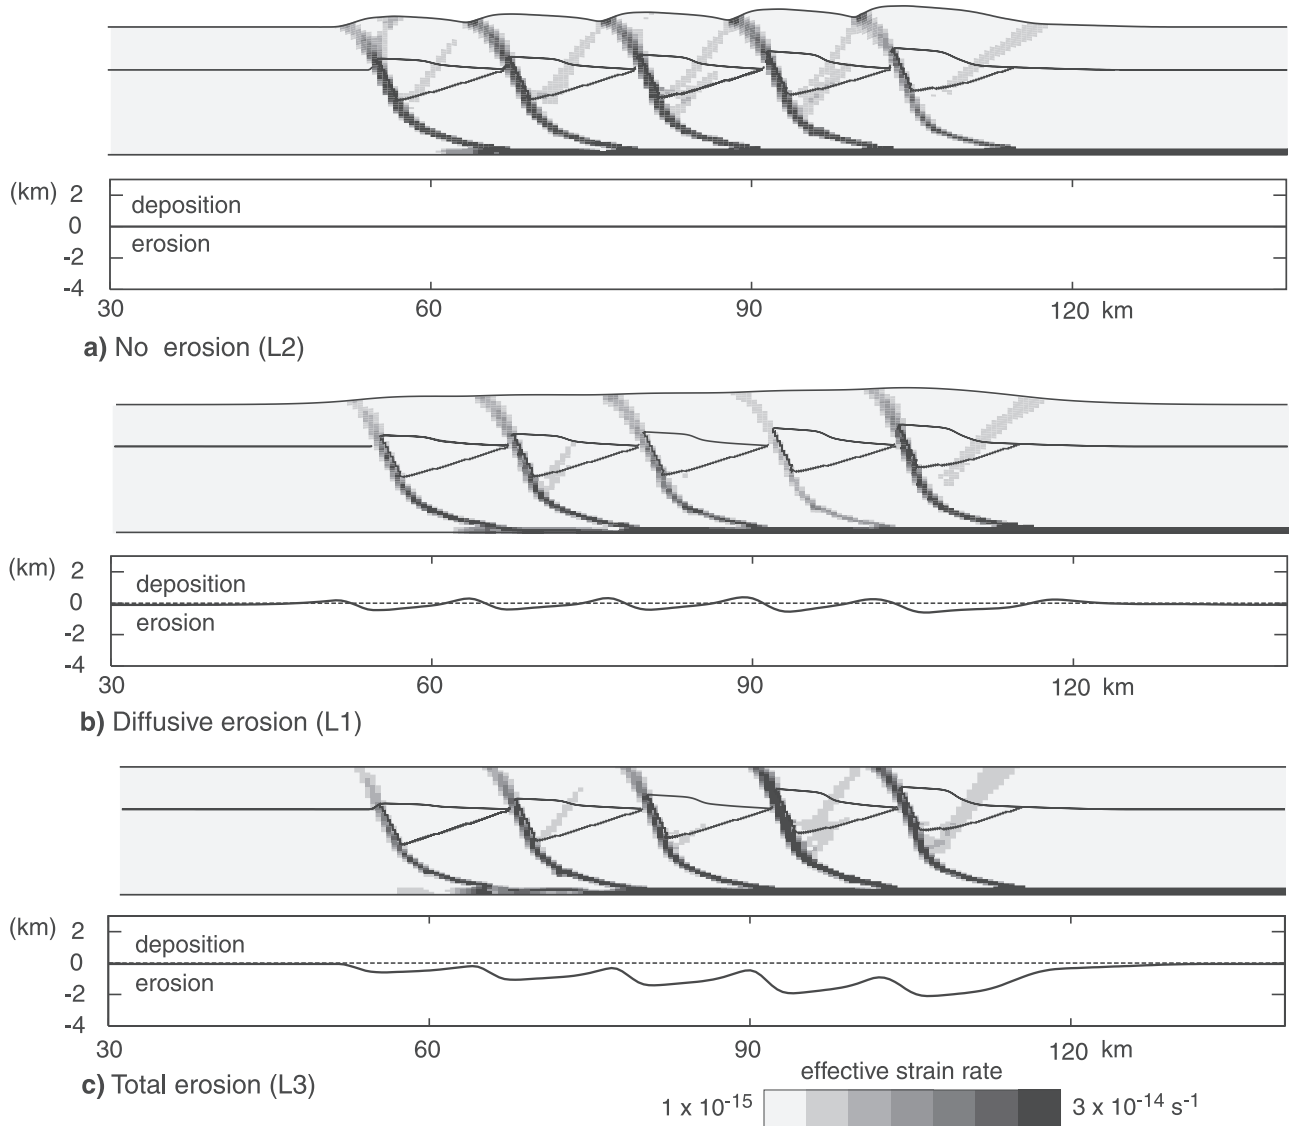 (km) 2
deposition
0
erosion
-2
-4
30 60 90 120 km
a) No erosion (L2)
(km) 2
deposition
0
erosion
-2
-4
30 60 90 120 km
b) Diffusive erosion (L1)
(km) 2
deposition
0
erosion
-2
-4
30 60 90 120 km
c) Total erosion (L3)
effective strain rate
1 x 10⁻¹⁵ 3 x 10⁻¹⁴ s⁻¹